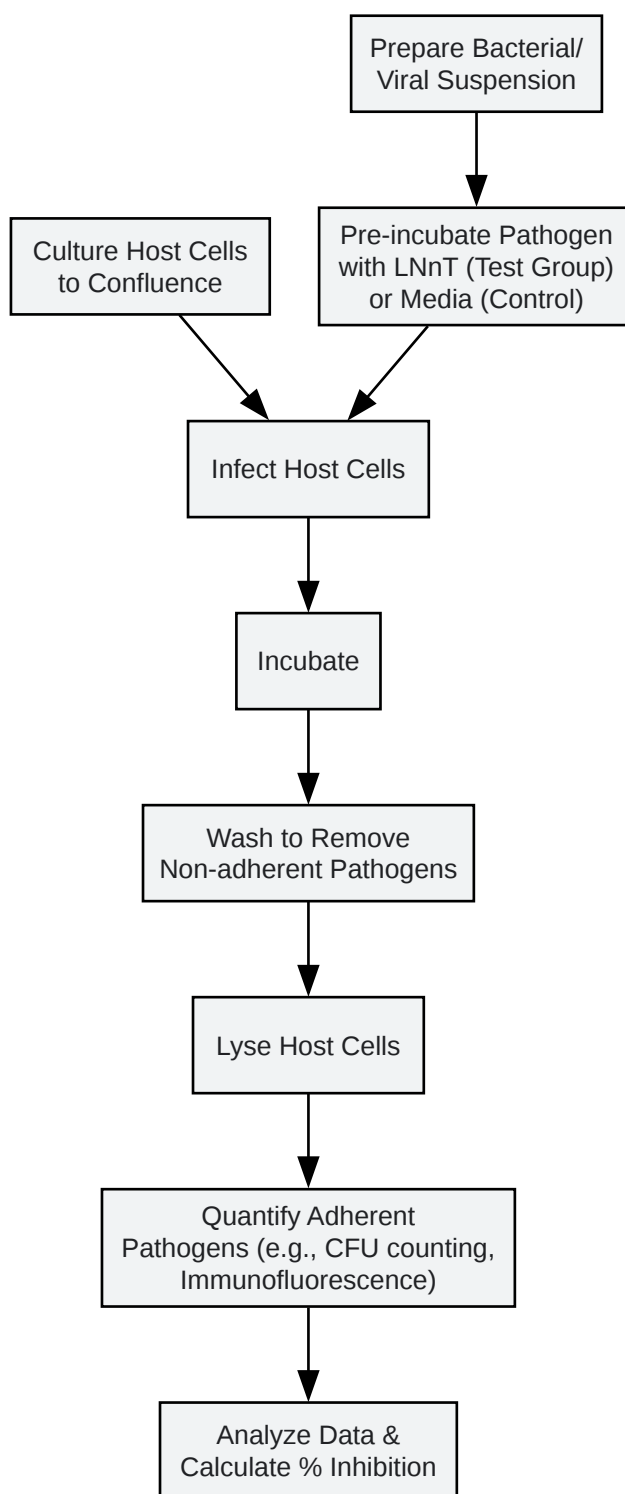 Prepare Bacterial/
Viral Suspension
Culture Host Cells
to Confluence
Pre-incubate Pathogen
with LNnT (Test Group)
or Media (Control)
Infect Host Cells
Incubate
Wash to Remove
Non-adherent Pathogens
Lyse Host Cells
Quantify Adherent
Pathogens (e.g., CFU counting,
Immunofluorescence)
Analyze Data &
Calculate % Inhibition